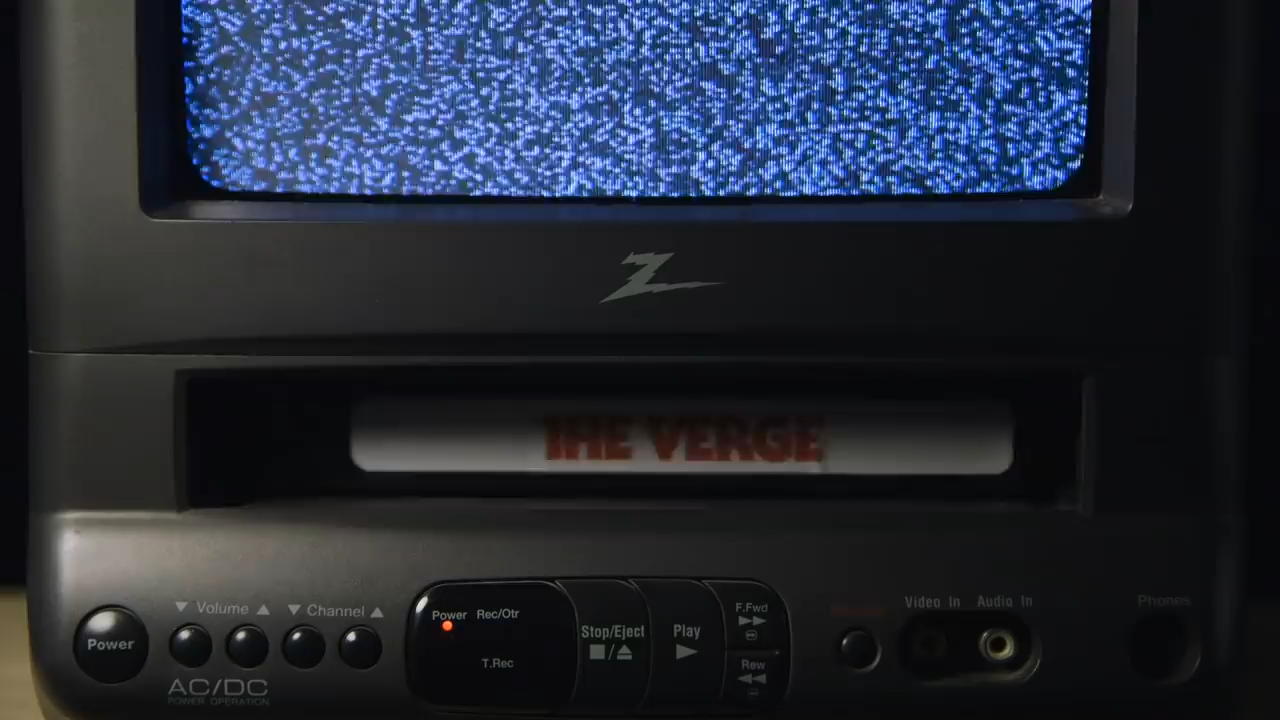 THE VERGE
Power
▼ Volume ▲
▼ Channel ▲
AC/DC
POWER OPERATION
Power
Rec/Otr
T.Rec
Stop/Eject
Play
F.Fwd
Rew
Video In
Audio In
Phones